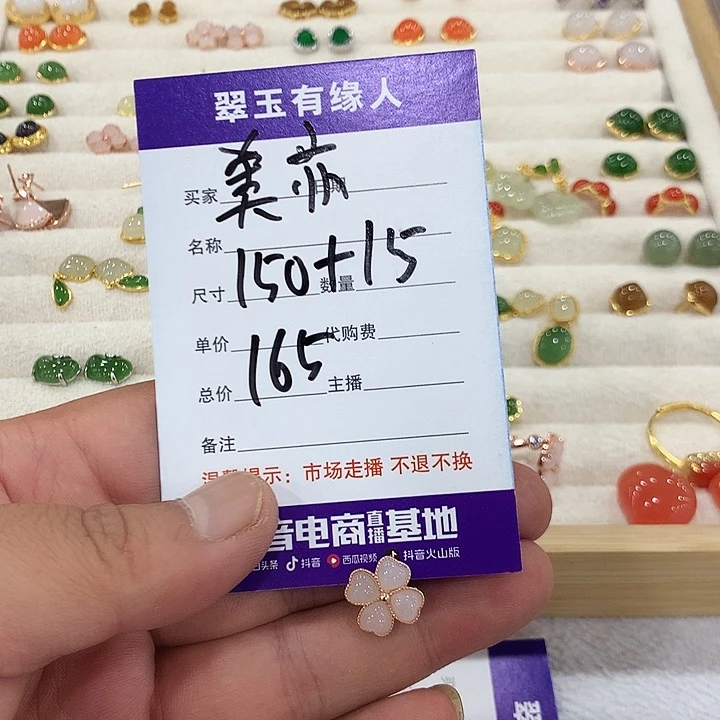 翠玉有缘人
买家 奕亦
名称
尺寸 150+15 数量
单价 代购费
总价 165 主播
备注
温馨提示：市场走播 不退不换
音电商直播基地
头条 抖音 西瓜视频 抖音火山版
翠